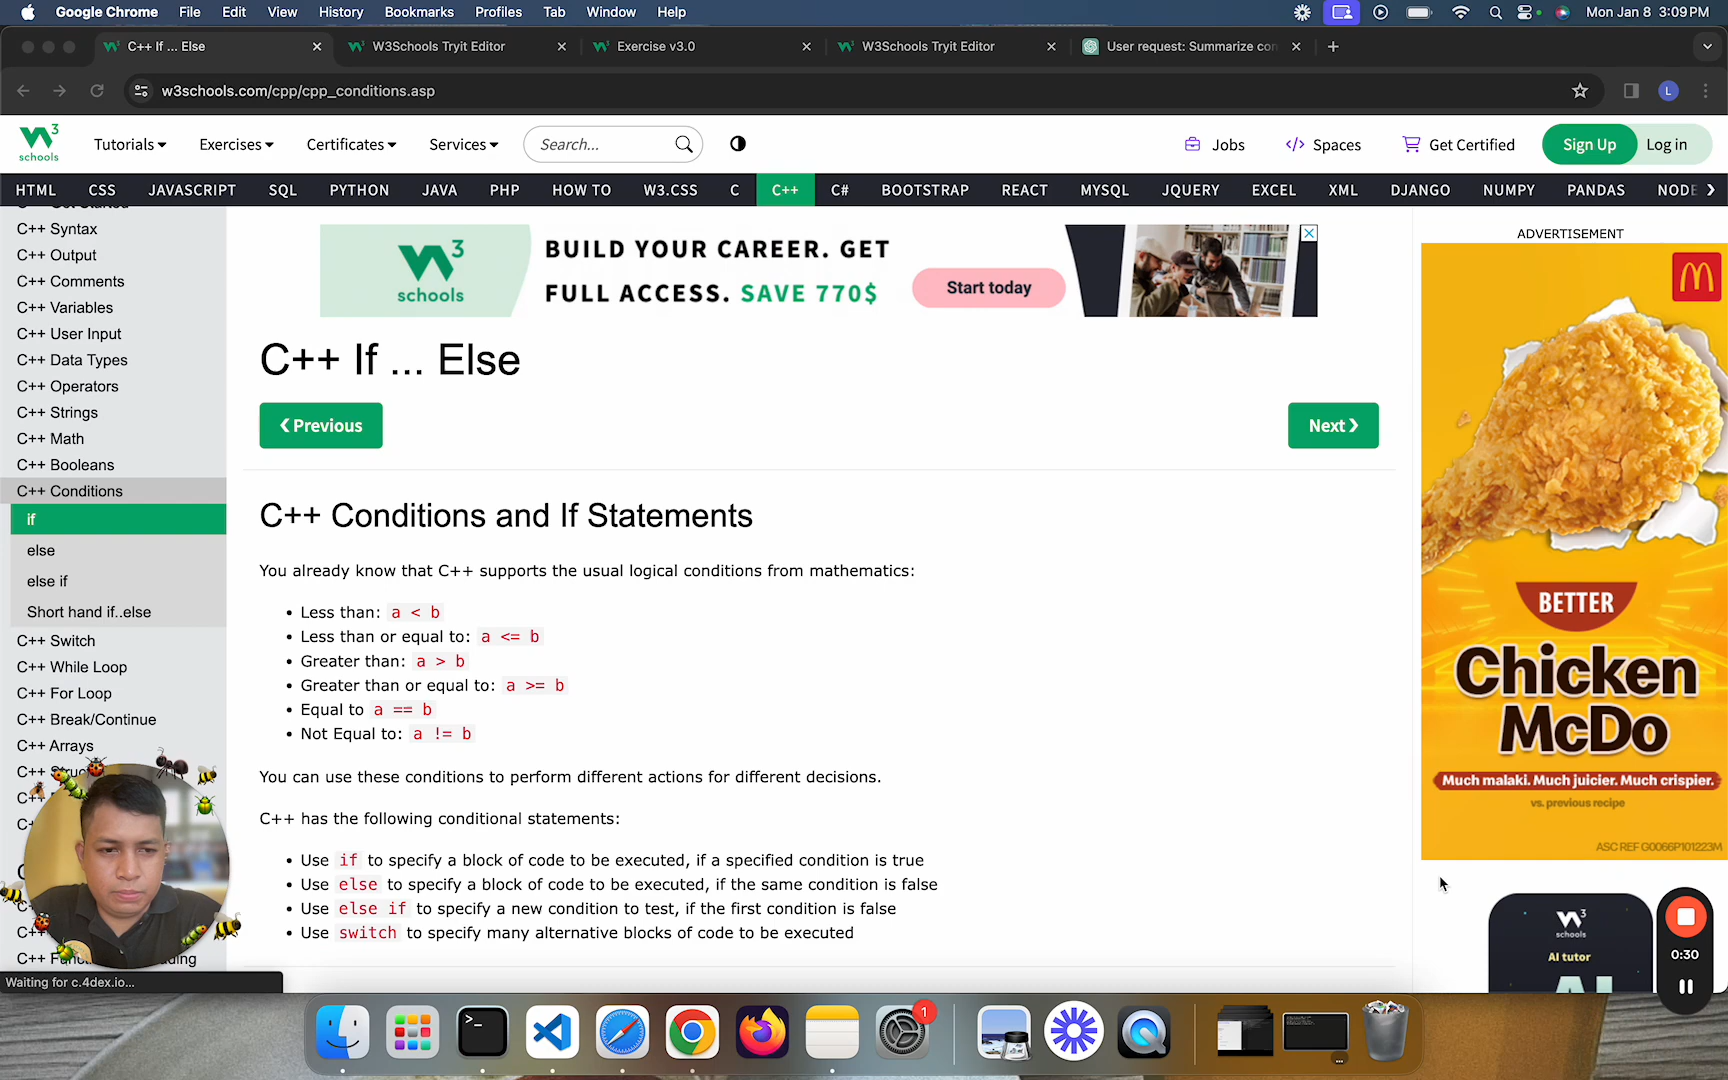 Google Chrome File Edit View History Bookmarks Profiles Tab Window Help
Mon Jan 8 3:09 PM
C++ If ... Else
W3Schools Tryit Editor
Exercise v3.0
W3Schools Tryit Editor
User request: Summarize con
w3schools.com/cpp/cpp_conditions.asp
L
W3
schools
Tutorials
Exercises
Certificates
Services
Search...
Jobs
Spaces
Get Certified
Sign Up
Log in
HTML CSS JAVASCRIPT SQL PYTHON JAVA PHP HOW TO W3.CSS C C++ C# BOOTSTRAP REACT MYSQL JQUERY EXCEL XML DJANGO NUMPY PANDAS NODE
C++ Syntax
C++ Output
C++ Comments
C++ Variables
C++ User Input
C++ Data Types
C++ Operators
C++ Strings
C++ Math
C++ Booleans
C++ Conditions
if
else
else if
Short hand if..else
C++ Switch
C++ While Loop
C++ For Loop
C++ Break/Continue
C++ Arrays
Waiting for c.4dex.io...
W3
schools
BUILD YOUR CAREER. GET
FULL ACCESS. SAVE 770$
Start today
C++ If ... Else
❮ Previous
Next ❯
C++ Conditions and If Statements
You already know that C++ supports the usual logical conditions from mathematics:
• Less than: a < b
• Less than or equal to: a <= b
• Greater than: a > b
• Greater than or equal to: a >= b
• Equal to a == b
• Not Equal to: a != b
You can use these conditions to perform different actions for different decisions.
C++ has the following conditional statements:
• Use if to specify a block of code to be executed, if a specified condition is true
• Use else to specify a block of code to be executed, if the same condition is false
• Use else if to specify a new condition to test, if the first condition is false
• Use switch to specify many alternative blocks of code to be executed
ADVERTISEMENT
BETTER
Chicken
McDo
Much malaki. Much juicier. Much crispier.
vs. previous recipe
ASC REF G0066P101223M
W3
schools
AI tutor
AI
0:30
1